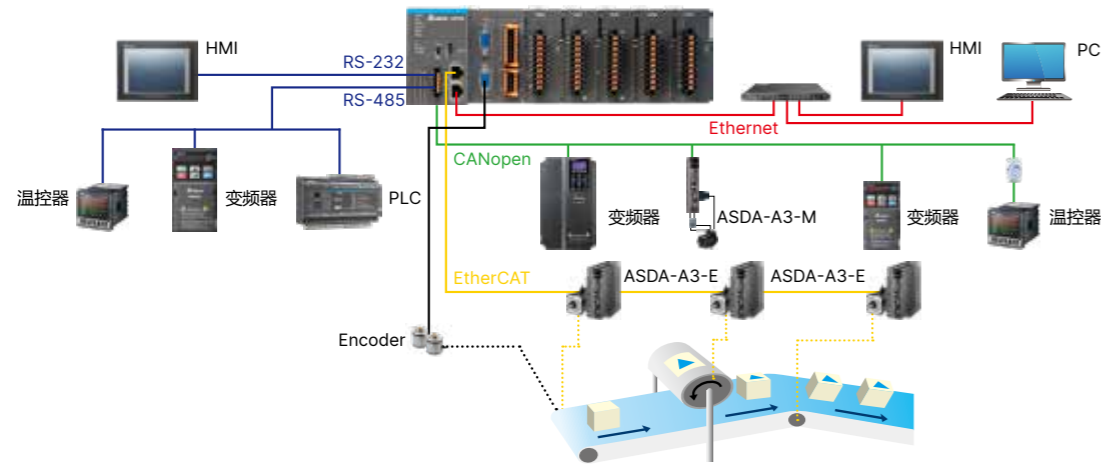 HMI
RS-232
RS-485
HMI
PC
Ethernet
CANopen
温控器
变频器
PLC
变频器
ASDA-A3-M
变频器
温控器
EtherCAT
ASDA-A3-E
ASDA-A3-E
Encoder